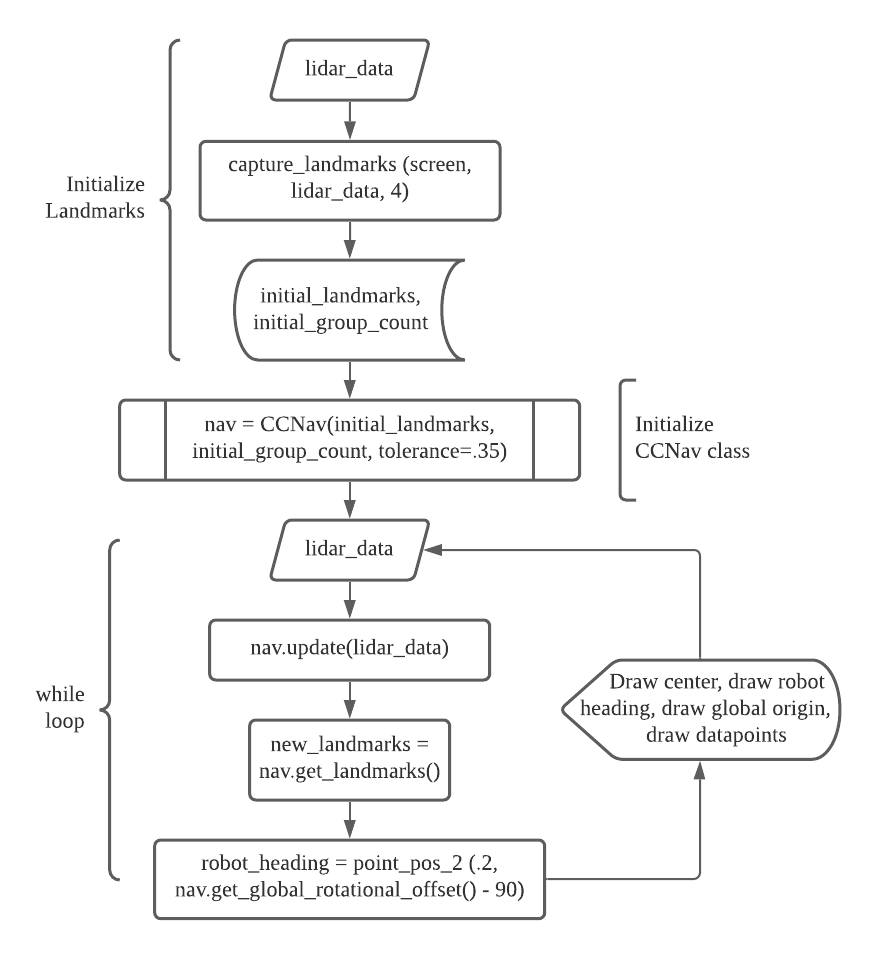 lidar_data
capture_landmarks (screen,
lidar_data, 4)
Initialize
Landmarks
initial_landmarks,
initial_group_count
nav = CCNav(initial_landmarks,
initial_group_count, tolerance=.35)
Initialize
CCNav class
lidar_data
nav.update(lidar_data)
while
loop
new_landmarks =
nav.get_landmarks()
robot_heading = point_pos_2 (.2,
nav.get_global_rotational_offset() - 90)
Draw center, draw robot
heading, draw global origin,
draw datapoints